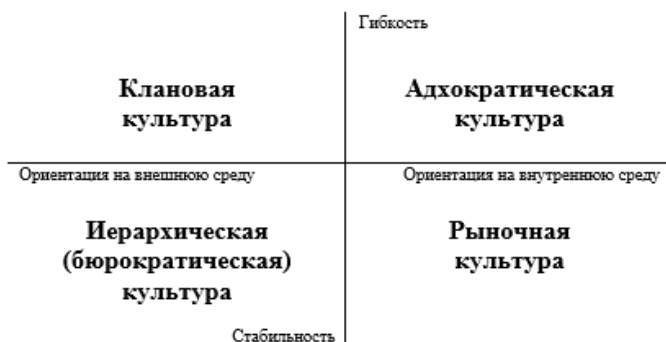 Гибкость
Клановая
культура
Адхократическая
культура
Ориентация на внешнюю среду
Ориентация на внутреннюю среду
Иерархическая
(бюрократическая)
культура
Рыночная
культура
Стабильность